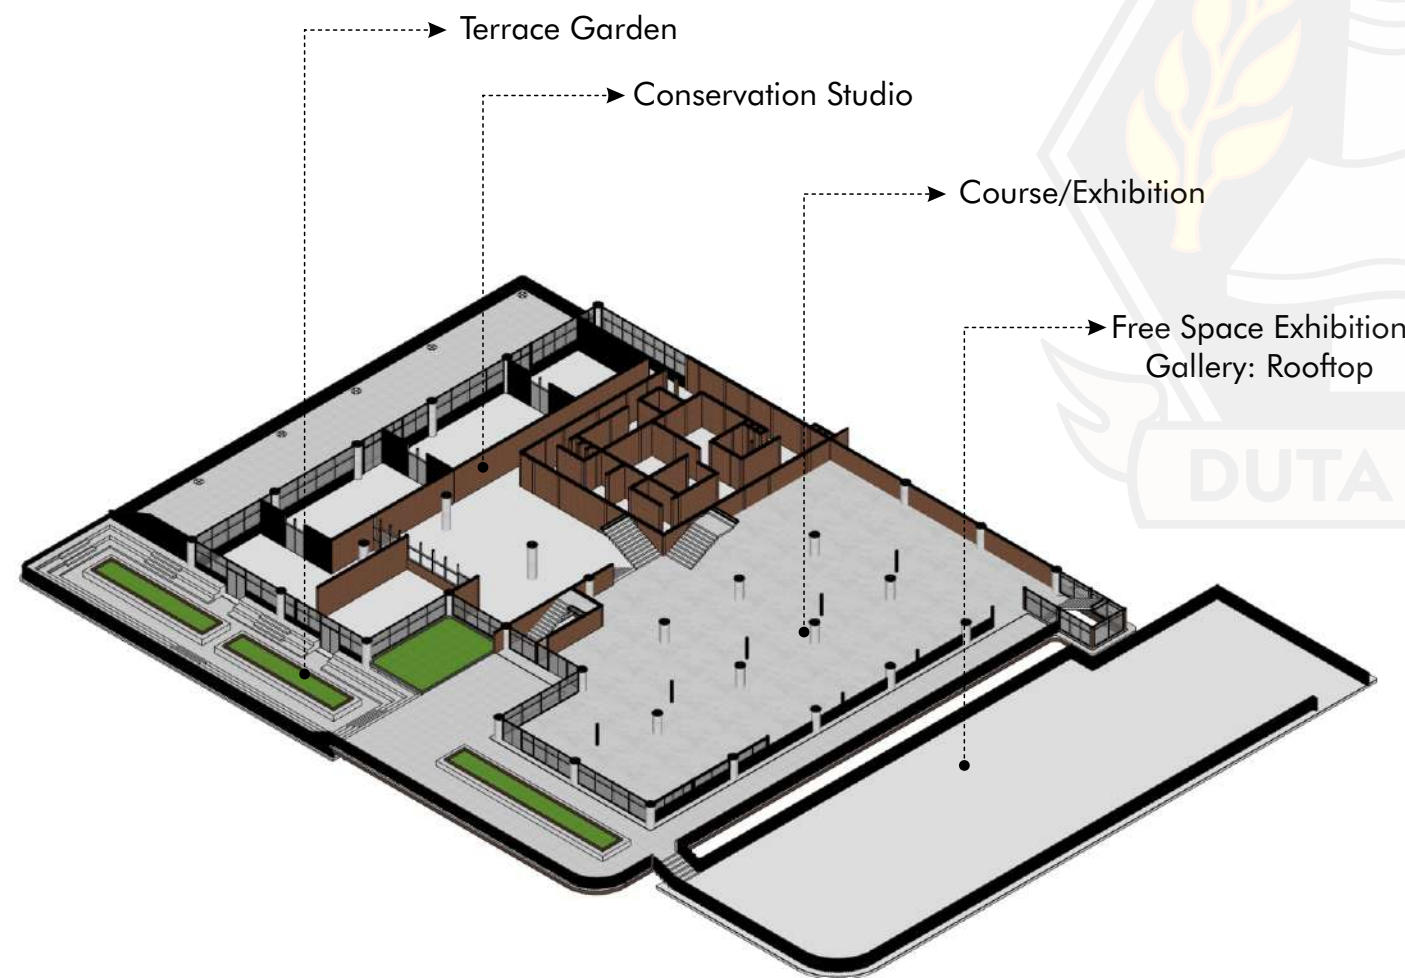 Terrace Garden
Conservation Studio
Course/Exhibition
Free Space Exhibition
Gallery: Rooftop
DUTA